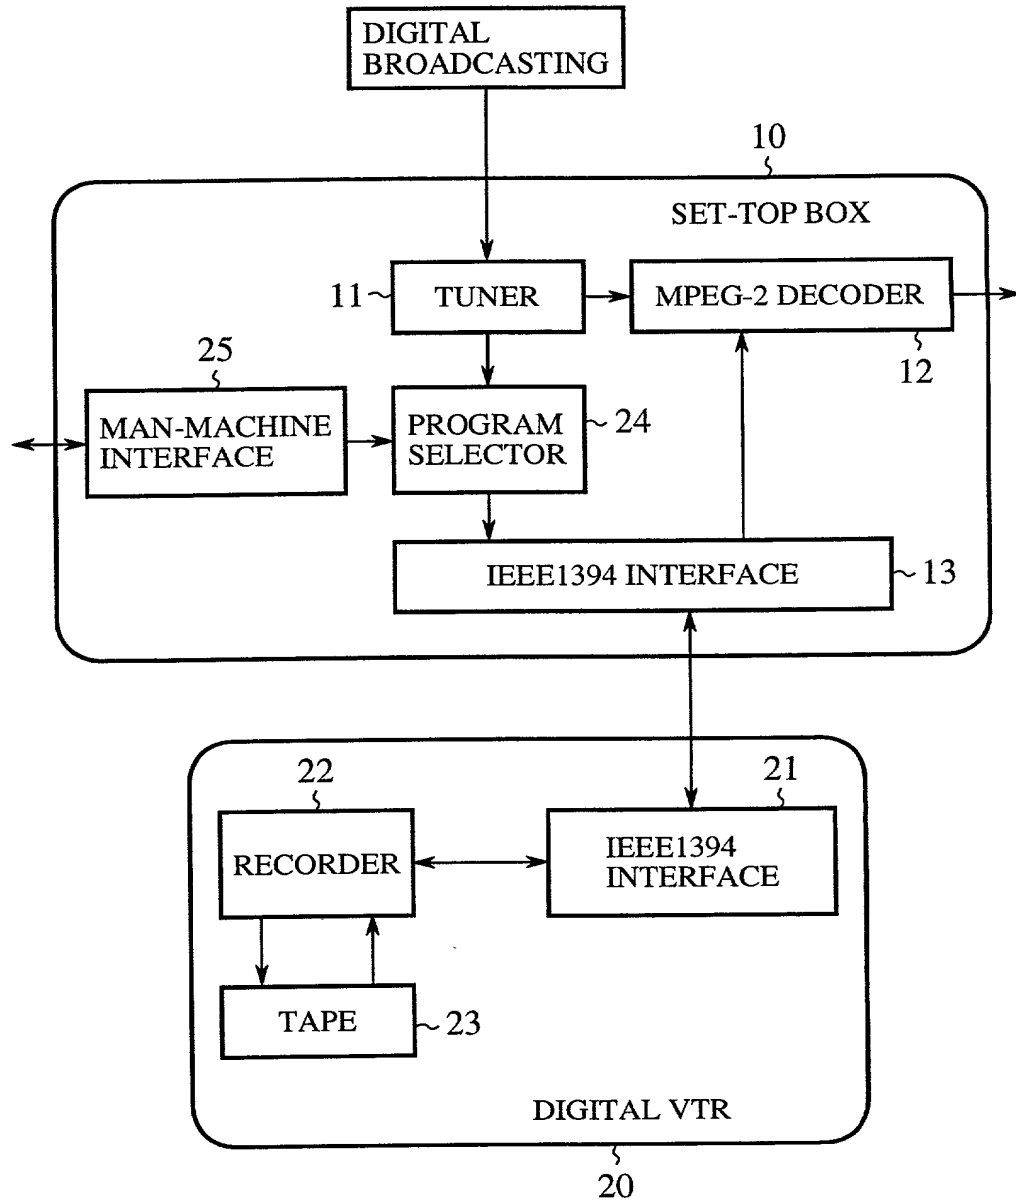 DIGITAL
BROADCASTING
10
SET-TOP BOX
11
TUNER
MPEG-2 DECODER
12
25
MAN-MACHINE
INTERFACE
PROGRAM
SELECTOR
24
IEEE1394 INTERFACE
13
22
21
RECORDER
IEEE1394
INTERFACE
TAPE
23
DIGITAL VTR
20